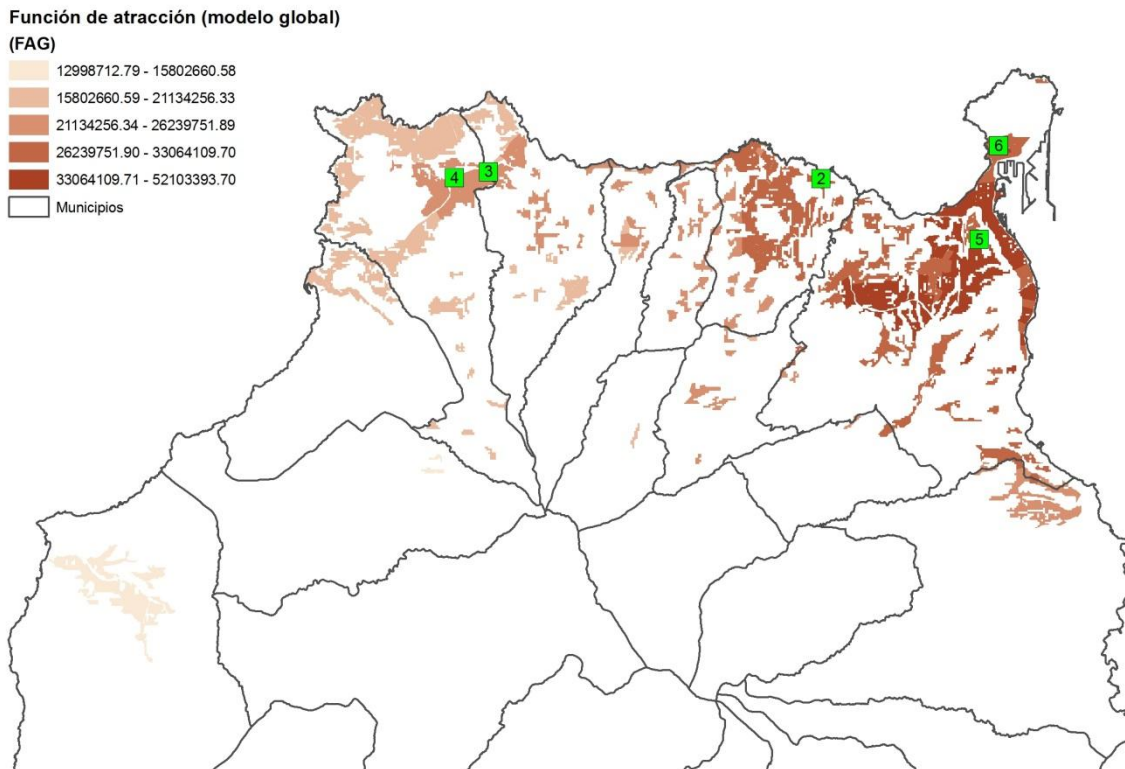 Función de atracción (modelo global)
(FAG)
12998712.79 - 15802660.58
15802660.59 - 21134256.33
21134256.34 - 26239751.89
26239751.90 - 33064109.70
33064109.71 - 52103393.70
Municipios
6
4
3
2
5